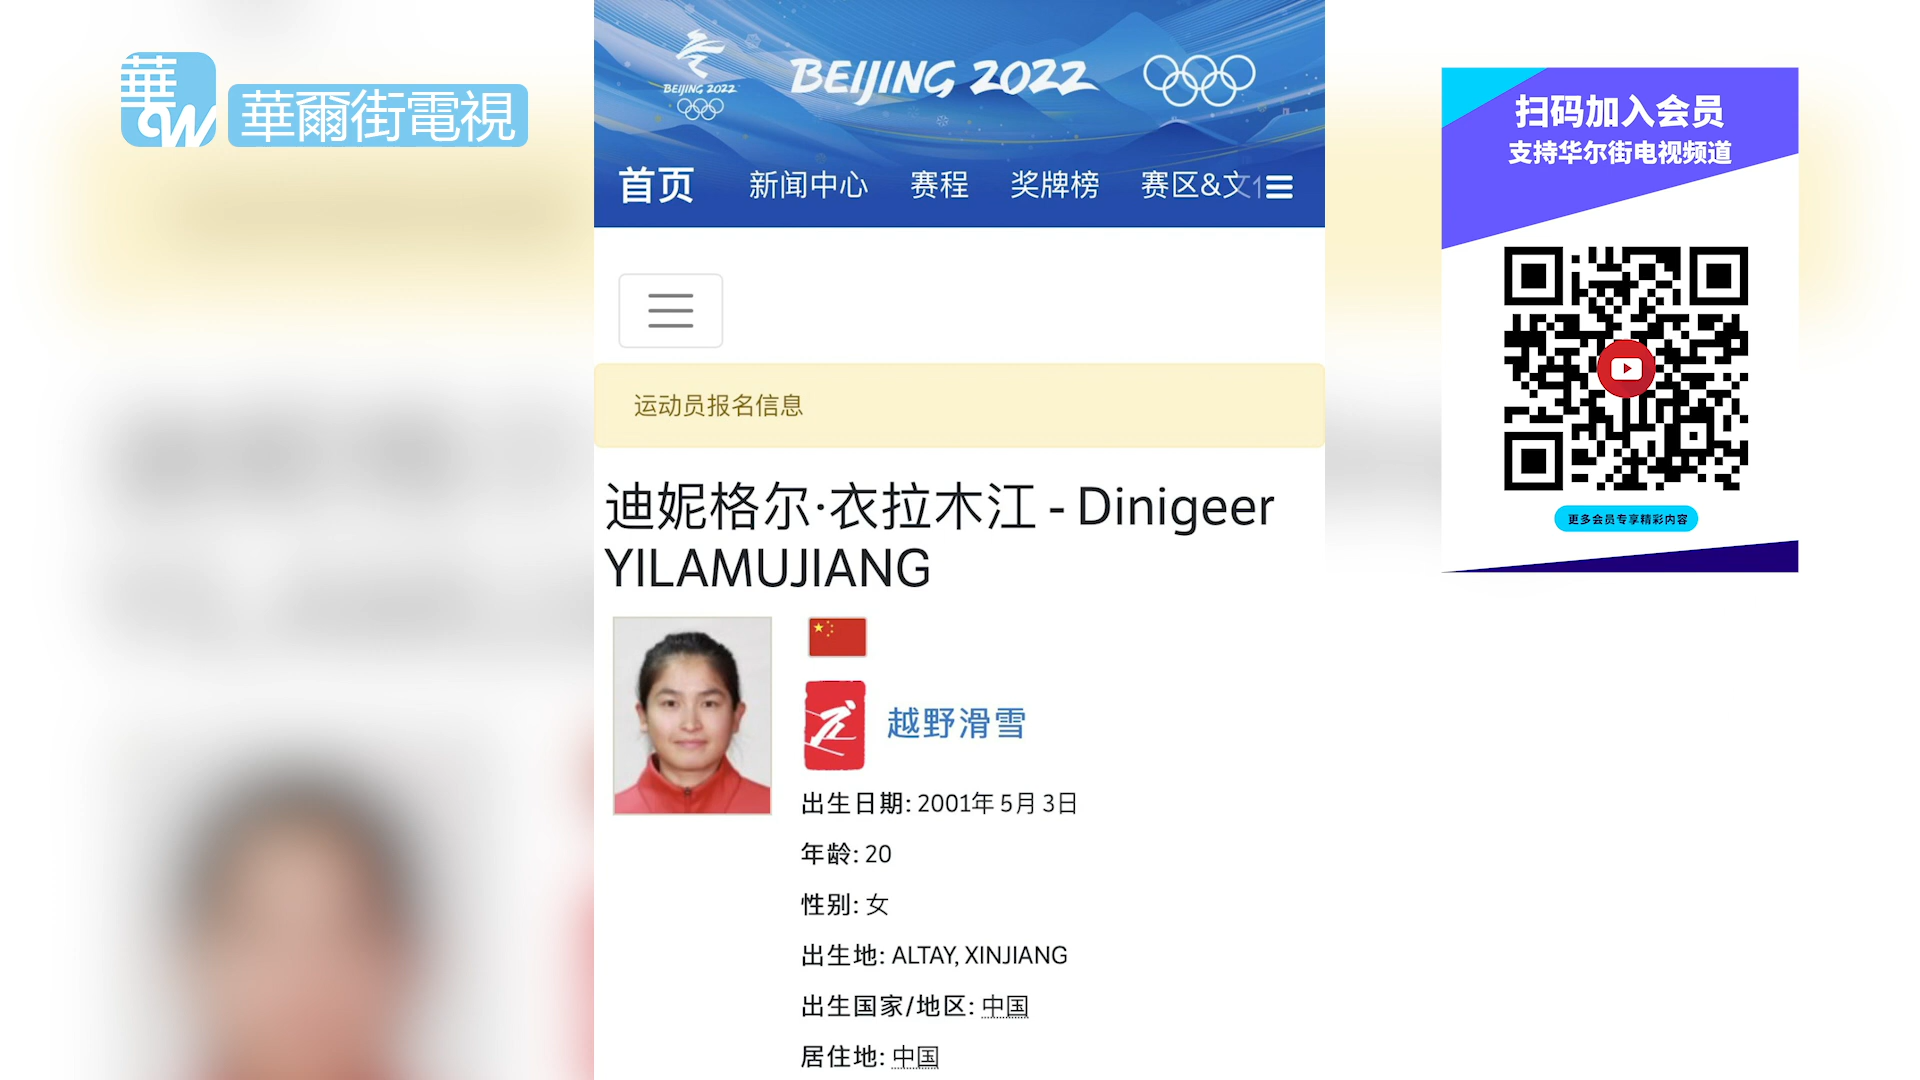 華
華爾街電視
BEIJING 2022
BEIJING 2022
首页
新闻中心
赛程
奖牌榜
赛区&文
运动员报名信息
迪妮格尔·衣拉木江 - Dinigeer
YILAMUJIANG
越野滑雪
出生日期: 2001年 5月 3日
年龄: 20
性别: 女
出生地: ALTAY, XINJIANG
出生国家/地区: 中国
居住地: 中国
扫码加入会员
支持华尔街电视频道
更多会员专享精彩内容